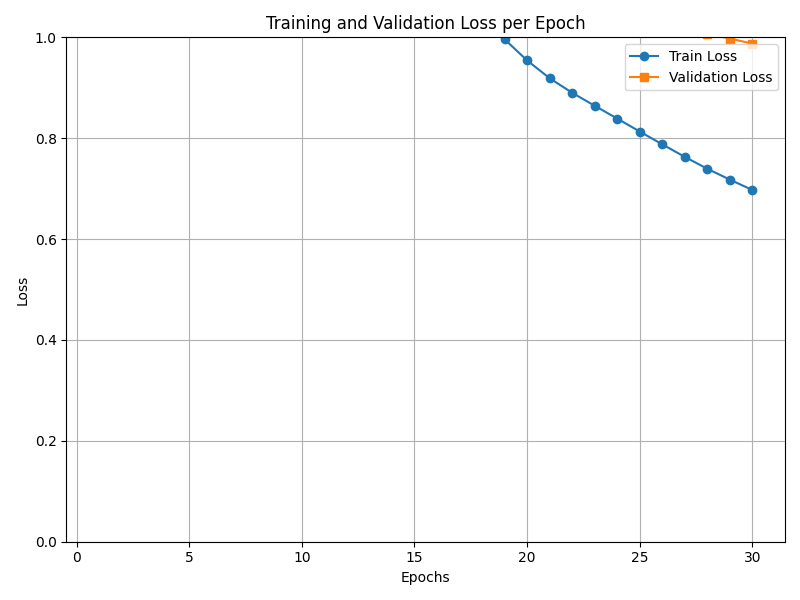 Training and Validation Loss per Epoch
Train Loss
Validation Loss
1.0
0.8
0.6
0.4
0.2
0.0
Loss
0 5 10 15 20 25 30
Epochs